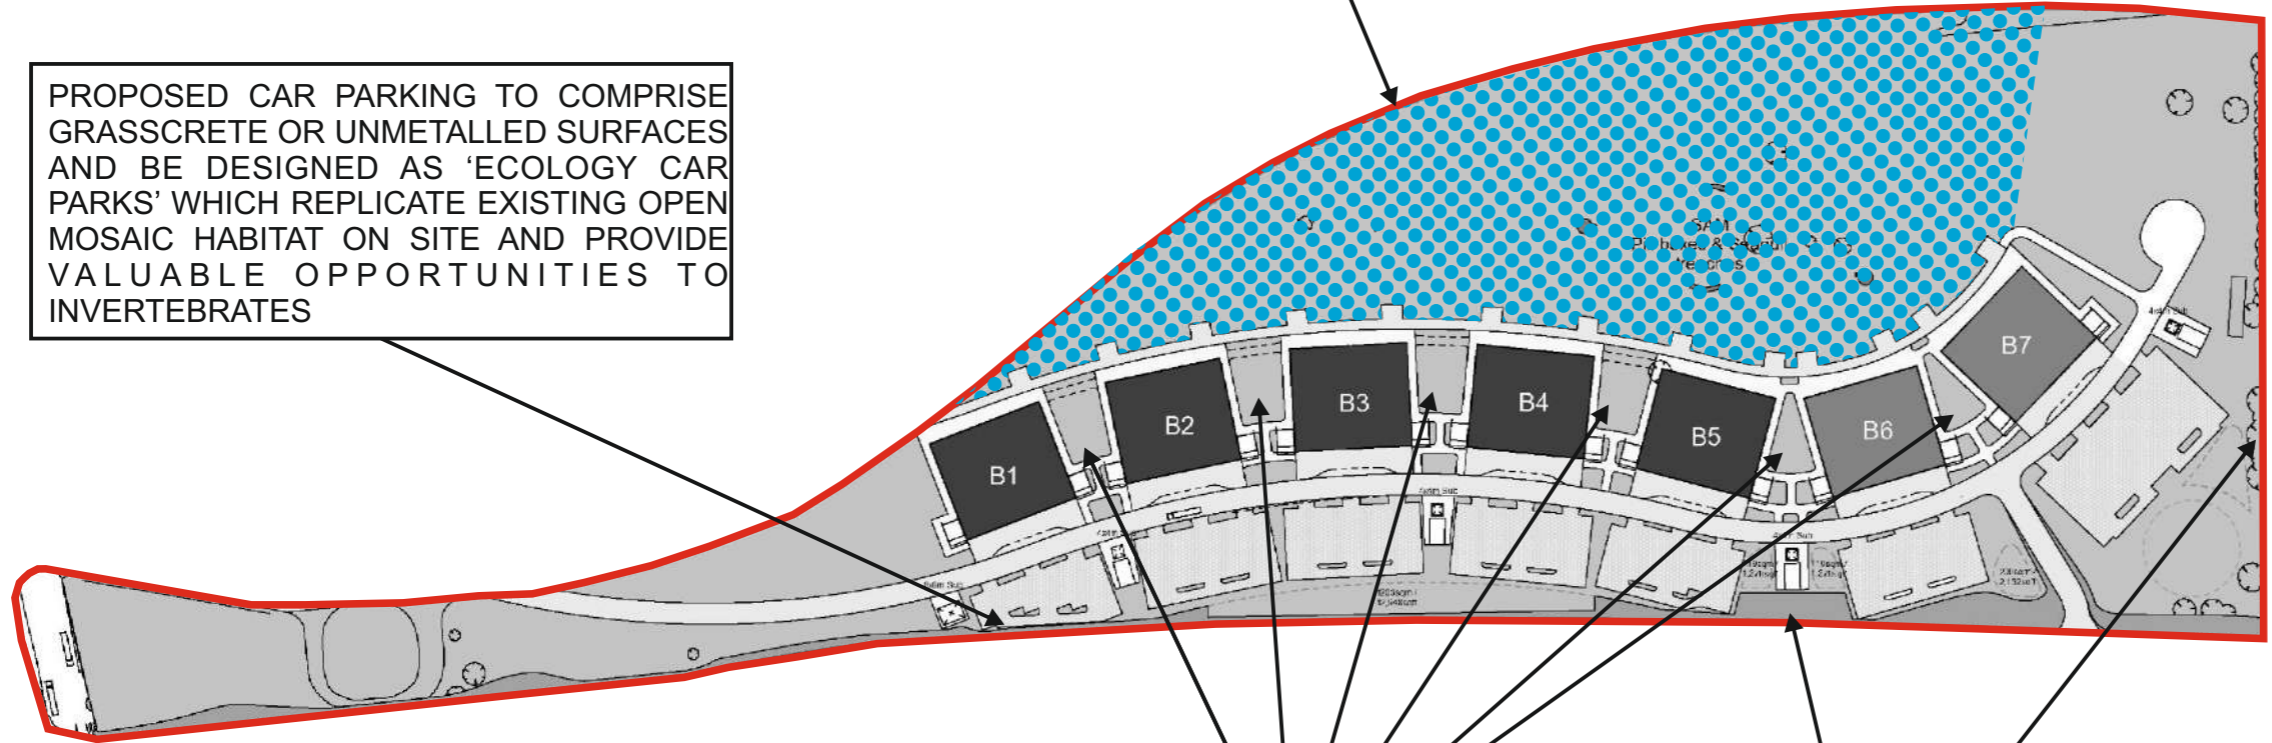 PROPOSED CAR PARKING TO COMPRISE
GRASSCRETE OR UNMETALLED SURFACES
AND BE DESIGNED AS ‘ECOLOGY CAR
PARKS’ WHICH REPLICATE EXISTING OPEN
MOSAIC HABITAT ON SITE AND PROVIDE
VALUABLE OPPORTUNITIES TO
INVERTEBRATES
SAM
B7
B3
B4
B2
B5
B6
B1